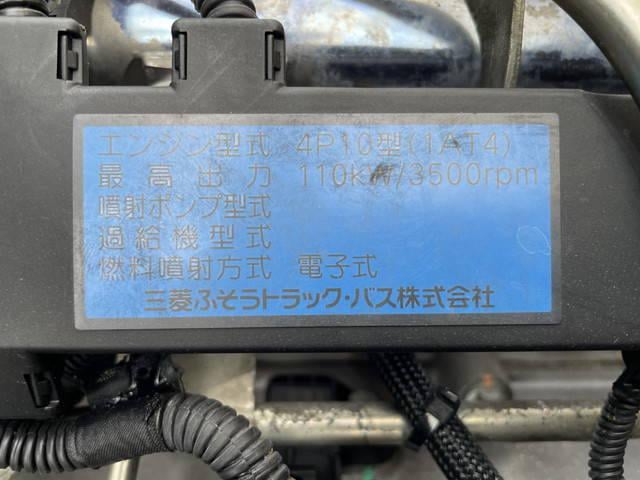 エンジン型式 4P10型(1AT4)
最高出力 110kW/3500rpm
噴射ポンプ型式
過給機型式
燃料噴射方式 電子式
三菱ふそうトラック・バス株式会社